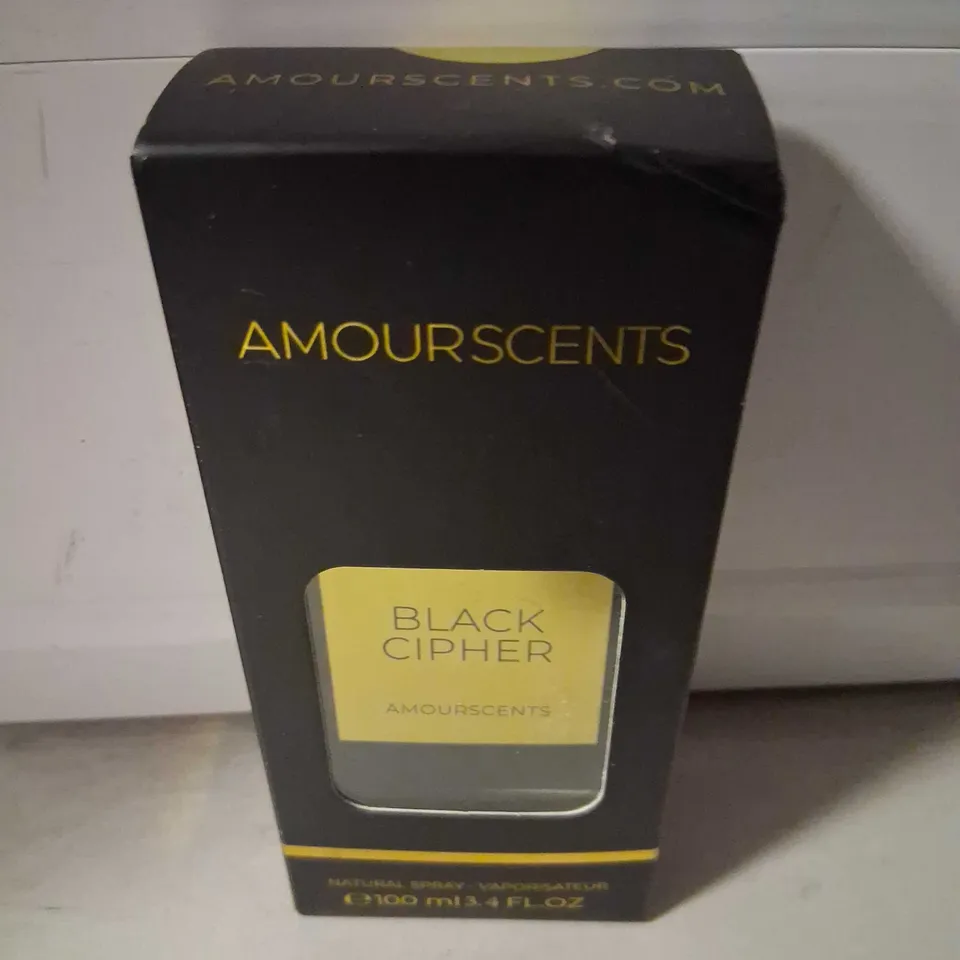 AMOURSCENTS.COM
AMOURSCENTS
BLACK
CIPHER
AMOURSCENTS
NATURAL SPRAY - VAPORISATEUR
℮100 ml 3.4 FL.OZ